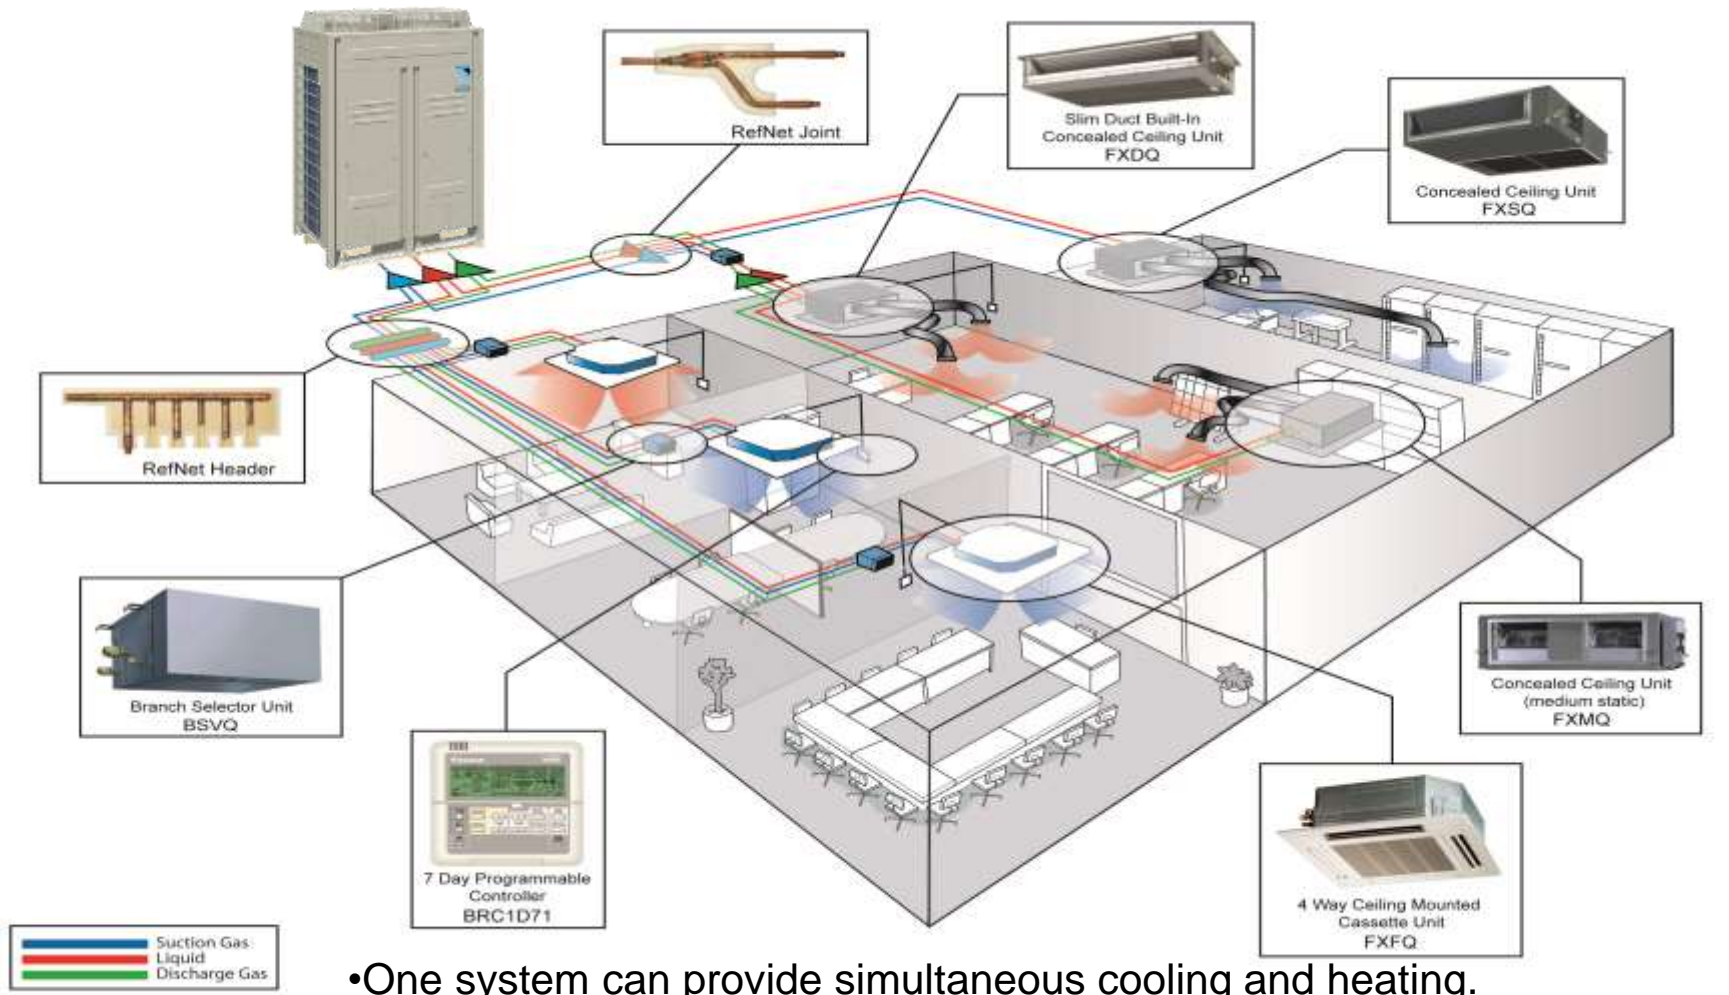 RefNet Joint
Slim Duct Built-In
Concealed Ceiling Unit
FXDQ
Concealed Ceiling Unit
FXSQ
RefNet Header
Branch Selector Unit
BSVQ
7 Day Programmable
Controller
BRC1D71
Concealed Ceiling Unit
(medium static)
FXMQ
4 Way Ceiling Mounted
Cassette Unit
FXFQ
Suction Gas
Liquid
Discharge Gas
•One system can provide simultaneous cooling and heating.